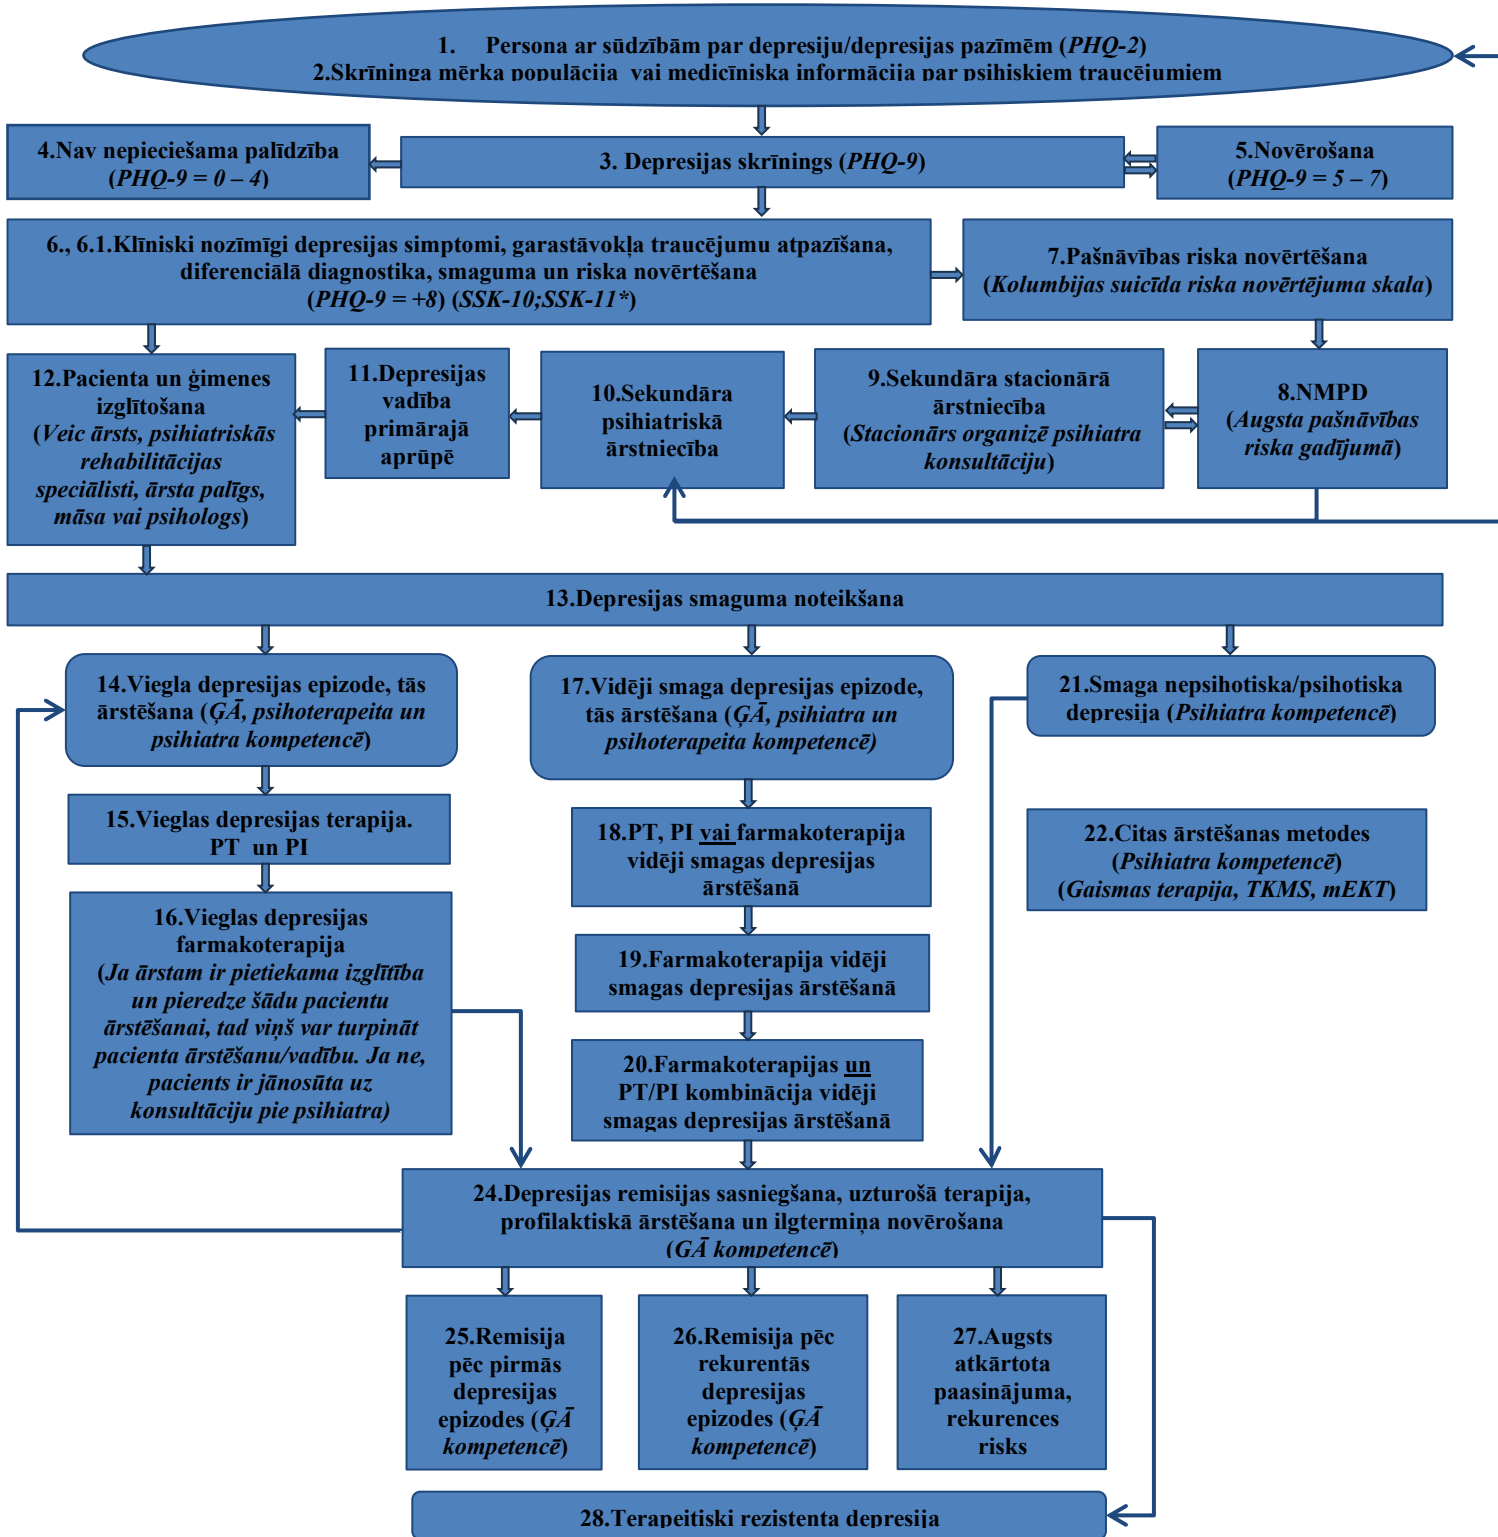 1. Persona ar sūdzībām par depresiju/depresijas pazīmēm (PHQ-2)
2.Skrīninga mērķa populācija vai medicīniska informācija par psihiskiem traucējumiem
4.Nav nepieciešama palīdzība
(PHQ-9 = 0 – 4)
3. Depresijas skrīnings (PHQ-9)
5.Novērošana
(PHQ-9 = 5 – 7)
6., 6.1.Klīniski nozīmīgi depresijas simptomi, garastāvokļa traucējumu atpazīšana,
diferenciālā diagnostika, smaguma un riska novērtēšana
(PHQ-9 = +8) (SSK-10;SSK-11*)
7.Pašnāvības riska novērtēšana
(Kolumbijas suicīda riska novērtējuma skala)
12.Pacienta un ģimenes
izglītošana
(Veic ārsts, psihiatriskās
rehabilitācijas
speciālisti, ārsta palīgs,
māsa vai psihologs)
11.Depresijas
vadība
primārajā
aprūpē
10.Sekundāra
psihiatriskā
ārstniecība
9.Sekundāra stacionārā
ārstniecība
(Stacionārs organizē psihiatra
konsultāciju)
8.NMPD
(Augsta pašnāvības
riska gadījumā)
13.Depresijas smaguma noteikšana
14.Viegla depresijas epizode, tās
ārstēšana (ĢĀ, psihoterapeita un
psihiatra kompetencē)
17.Vidēji smaga depresijas epizode,
tās ārstēšana (ĢĀ, psihiatra un
psihoterapeita kompetencē)
21.Smaga nepsihotiska/psihotiska
depresija (Psihiatra kompetencē)
15.Vieglas depresijas terapija.
PT un PI
18.PT, PI vai farmakoterapija
vidēji smagas depresijas
ārstēšanā
22.Citas ārstēšanas metodes
(Psihiatra kompetencē)
(Gaismas terapija, TKMS, mEKT)
16.Vieglas depresijas
farmakoterapija
(Ja ārstam ir pietiekama izglītība
un pieredze šādu pacientu
ārstēšanai, tad viņš var turpināt
pacienta ārstēšanu/vadību. Ja ne,
pacients ir jānosūta uz
konsultāciju pie psihiatra)
19.Farmakoterapija vidēji
smagas depresijas ārstēšanā
20.Farmakoterapijas un
PT/PI kombinācija vidēji
smagas depresijas ārstēšanā
24.Depresijas remisijas sasniegšana, uzturošā terapija,
profilaktiskā ārstēšana un ilgtermiņa novērošana
(ĢĀ kompetencē)
25.Remisija
pēc pirmās
depresijas
epizodes (ĢĀ
kompetencē)
26.Remisija pēc
rekurentās
depresijas
epizodes (ĢĀ
kompetencē)
27.Augsts
atkārtota
paasinājuma,
rekurences
risks
28.Terapeitiski rezistenta depresija